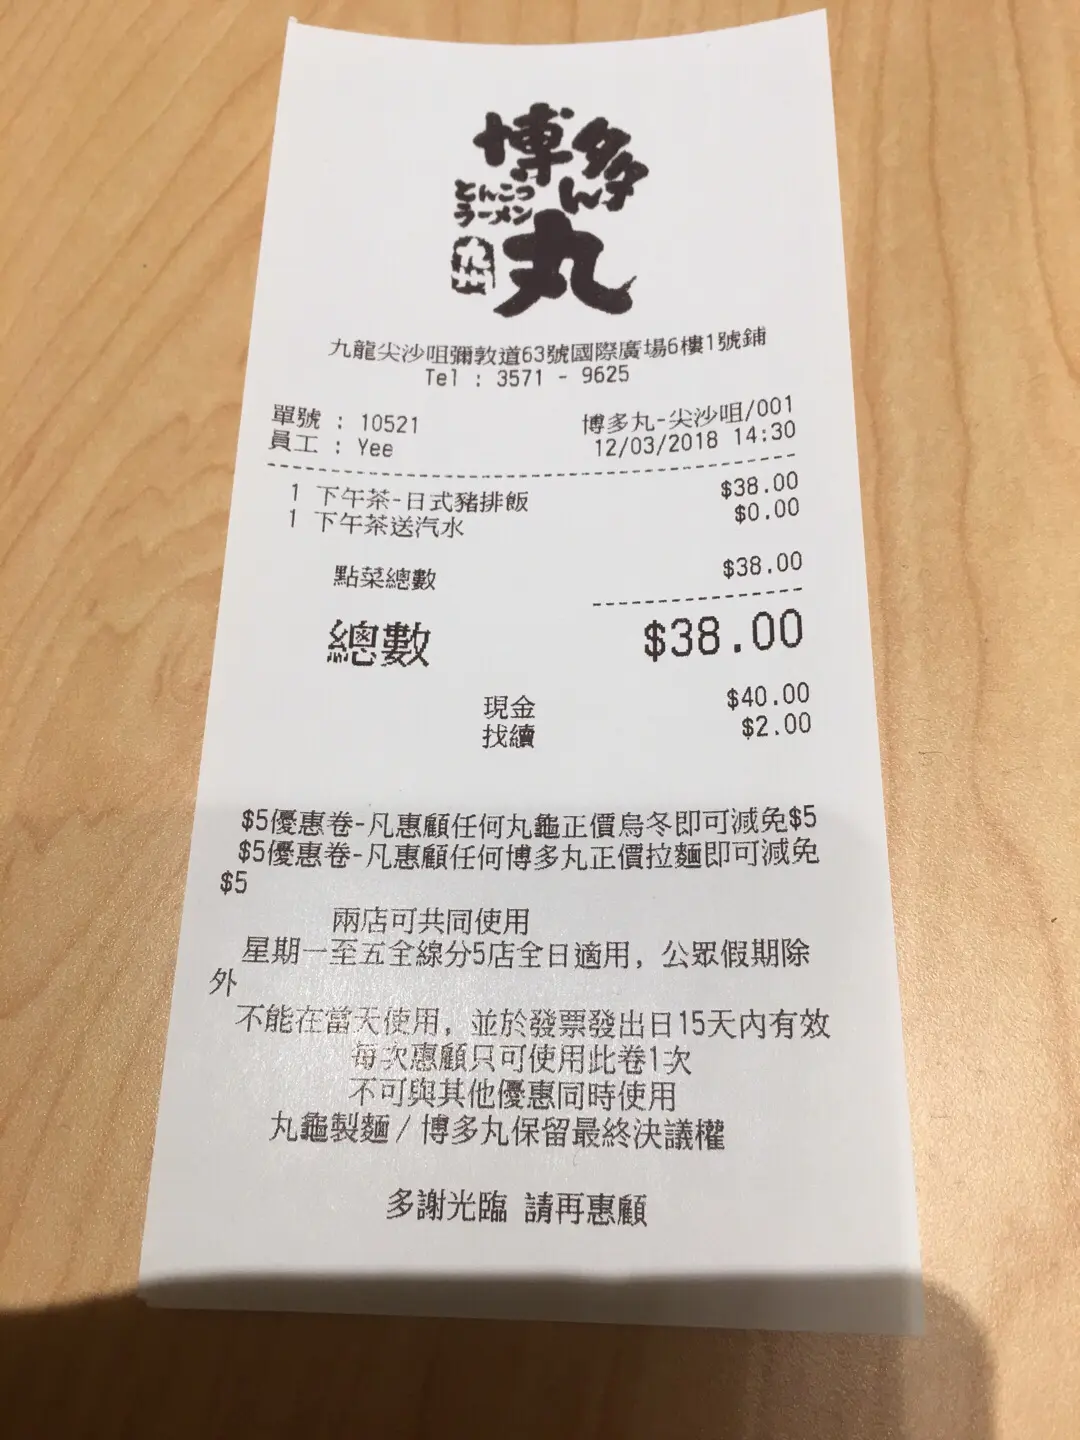 博多ん丸
とんこつ
ラーメン
九州
九龍尖沙咀彌敦道63號國際廣場6樓1號鋪
Tel : 3571 - 9625
單號 : 10521 博多丸-尖沙咀/001
員工 : Yee 12/03/2018 14:30
1 下午茶-日式豬排飯 $38.00
1 下午茶送汽水 $0.00
點菜總數 $38.00
總數 $38.00
現金 $40.00
找續 $2.00
$5優惠卷-凡惠顧任何丸龜正價烏冬即可減免$5
$5優惠卷-凡惠顧任何博多丸正價拉麵即可減免
$5
兩店可共同使用
星期一至五全線分5店全日適用, 公眾假期除
外
不能在當天使用, 並於發票發出日15天內有效
每次惠顧只可使用此卷1次
不可與其他優惠同時使用
丸龜製麵 / 博多丸保留最終決議權
多謝光臨 請再惠顧